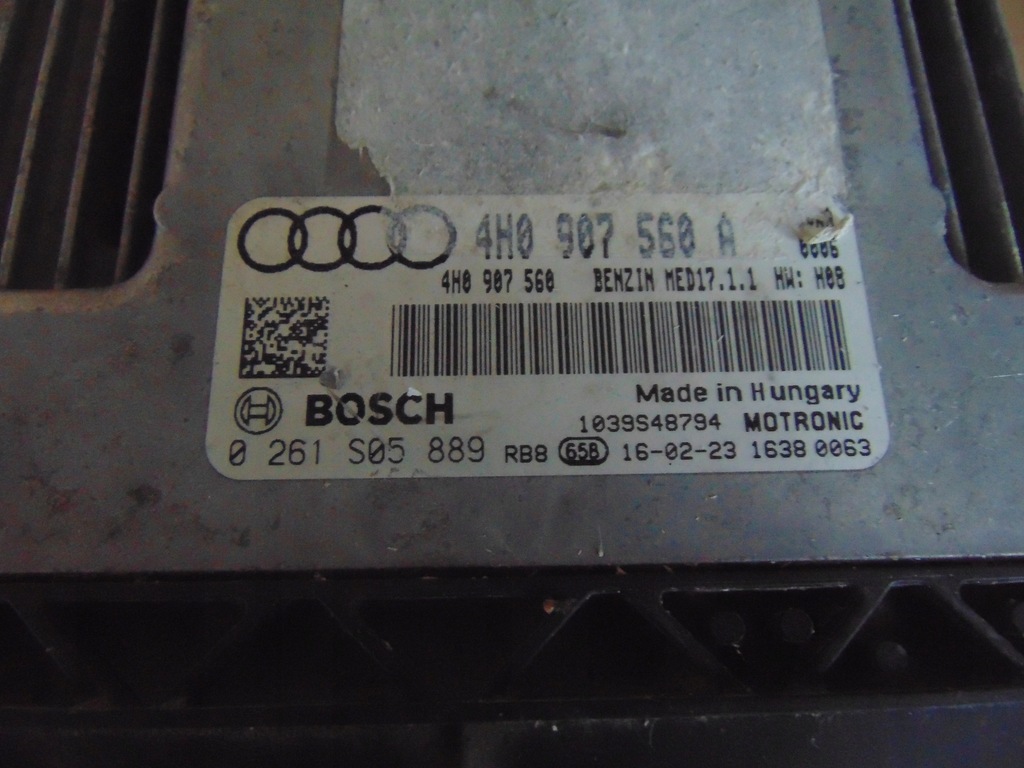 4H0 907 560 A
0006
4H0 907 560 BENZIN MED17.1.1 HW: H08
Made in Hungary
BOSCH
1039S48794 MOTRONIC
0 261 S05 889 RB8 65B 16-02-23 1638 0063